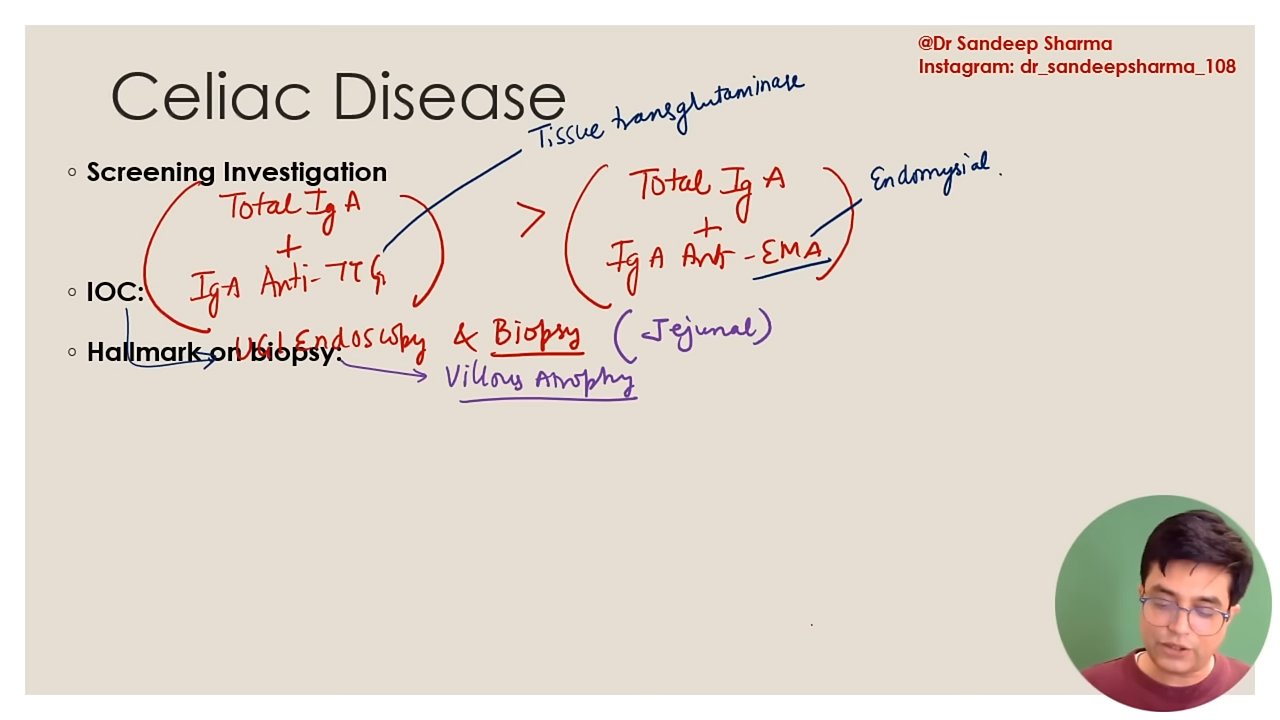 @Dr Sandeep Sharma
Instagram: dr_sandeepsharma_108
Celiac Disease
Tissue transglutaminase
Screening Investigation
Endomysial.
Total IgA > Total IgA
+ +
IgA Anti-TTG IgA Anti-EMA
IOC:
UGI Endoscopy & Biopsy (Jejunal)
Hallmark on biopsy:
Villous Atrophy